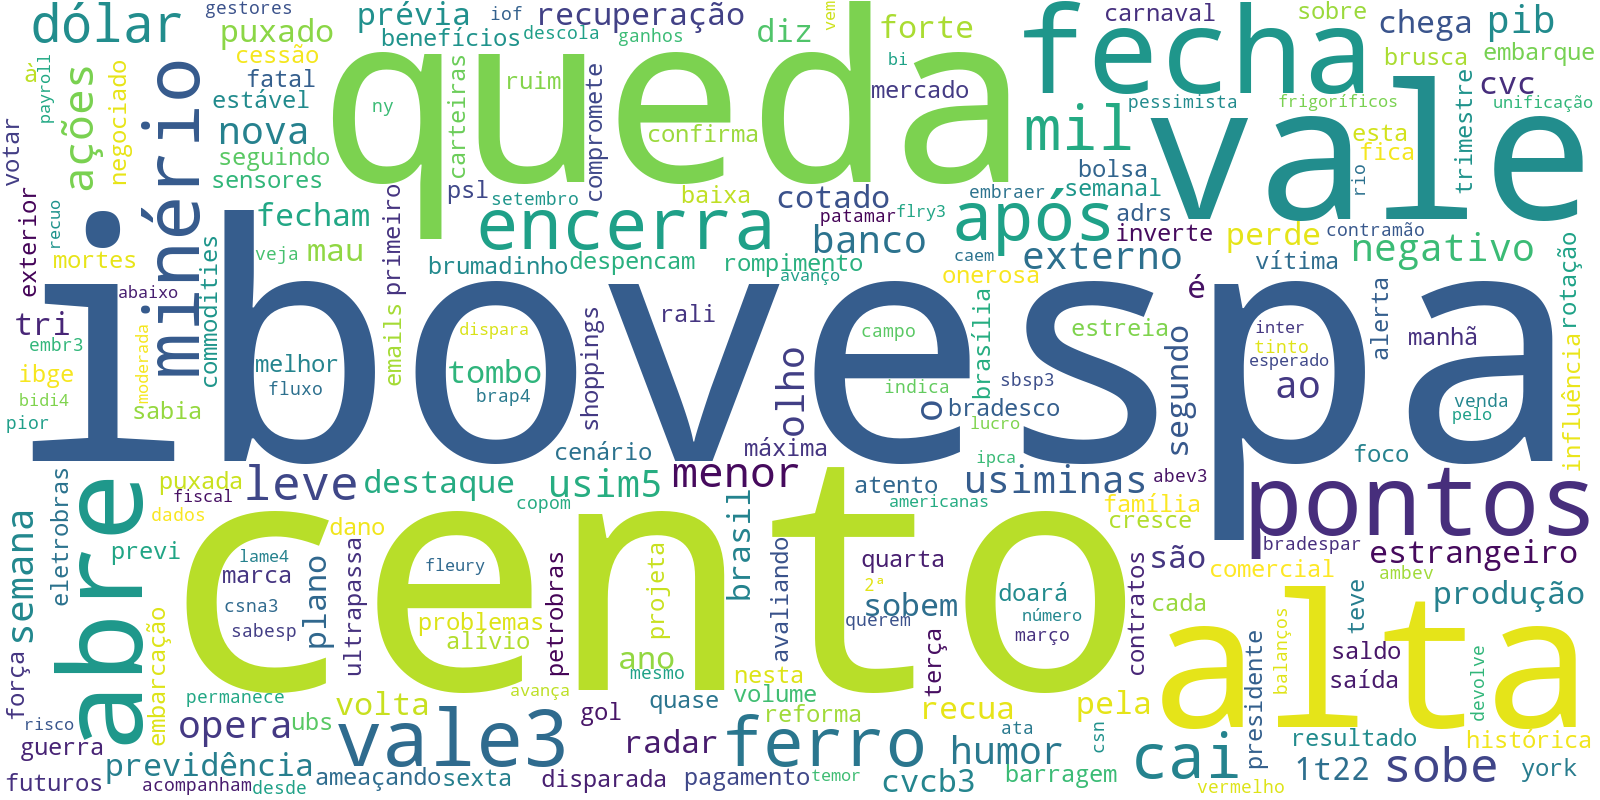 ibovespa
cento
queda
vale
alta
fecha
abre
pontos
vale3
ferro
minério
encerra
após
cai
mil
dólar
sobe
ações
menor
leve
usim5
usiminas
opera
nova
externo
negativo
banco
previdência
semana
humor
olho
pib
cvc
chega
prévia
puxado
recuperação
benefícios
gestores
iof
descola
ganhos
diz
vem
forte
carnaval
sobre
brusca
embarque
cessão
fatal
estável
payroll
negociado
votar
seguindo
sensores
carteiras
ny
ruim
compromete
confirma
mercado
bi
pessimista
frigoríficos
unificação
esta
fica
trimestre
bolsa
semanal
rio
psl
setembro
baixa
cotado
embraer
patamar
flry3
adrs
inverte
perde
contramão
exterior
recuo
mortes
fecham
veja
mau
primeiro
commodities
brumadinho
despencam
rompimento
avanço
caem
onerosa
vítima
é
rotação
abaixo
tri
embr3
ibge
bidi4
pior
moderada
sabia
melhor
fluxo
emails
dispara
tombo
brap4
shoppings
rali
campo
indica
o
brasília
sbsp3
bradesco
lucro
estreia
segundo
inter
tinto
esperado
ao
alerta
manhã
venda
pelo
influência
cenário
máxima
foco
puxada
fiscal
dados
destaque
copom
atento
ipca
americanas
abev3
família
cresce
bradespar
estrangeiro
eletrobras
previ
dano
lame4
marca
csna3
sabesp
plano
ultrapassa
fleury
problemas
alívio
petrobras
projeta
ano
brasil
avaliando
quarta
2ª
sobem
querem
doará
número
março
contratos
são
comercial
ambev
cada
produção
teve
força
embarcação
permanece
risco
guerra
futuros
acompanham
desde
ubs
volta
avança
mesmo
quase
nesta
volume
reforma
terça
recua
pela
presidente
balanços
saldo
saída
devolve
histórica
gol
radar
ameaçando
sexta
disparada
pagamento
temor
cvcb3
ata
csn
barragem
vermelho
resultado
1t22
york